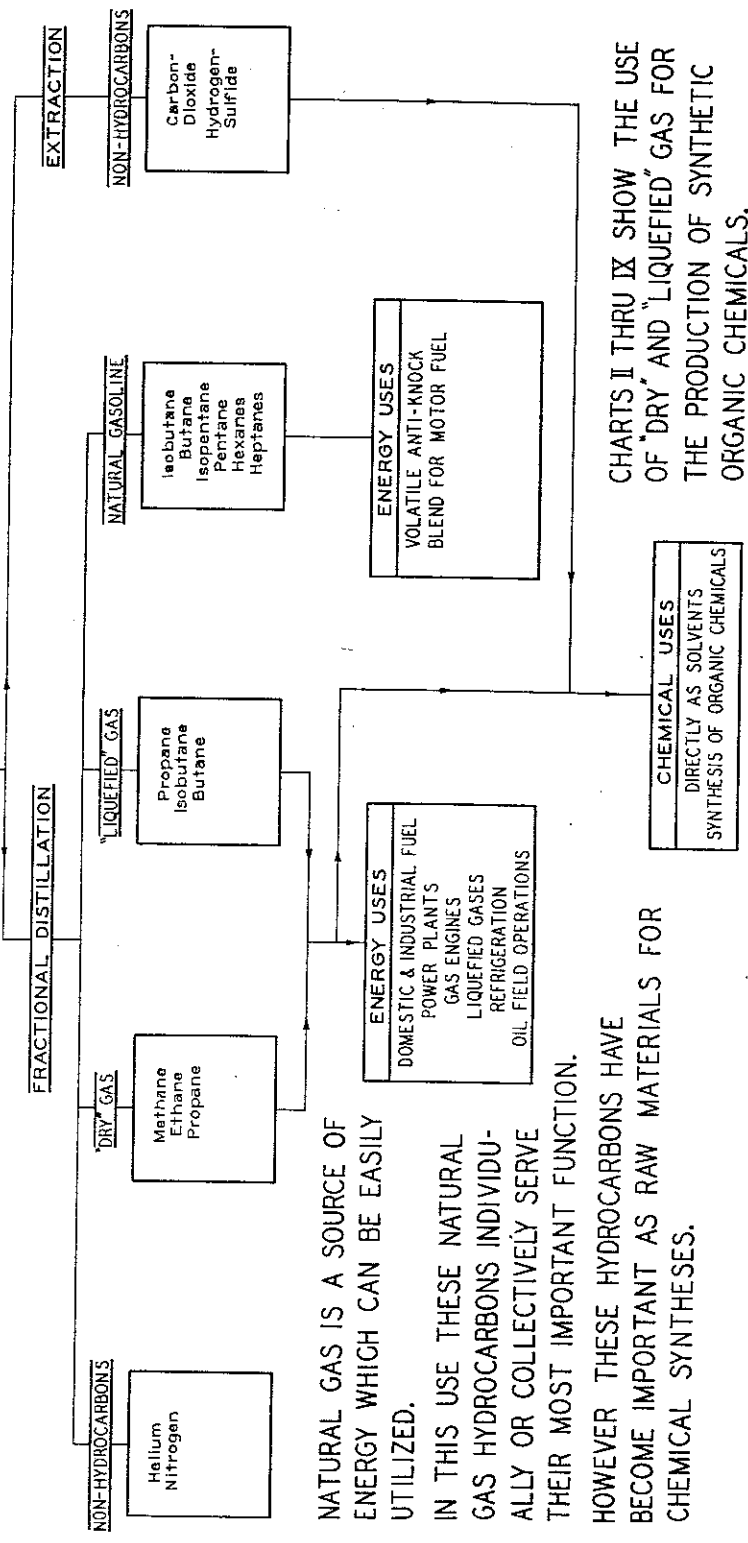 FRACTIONAL DISTILLATION
EXTRACTION
NON-HYDROCARBONS
Helium
Nitrogen
"DRY" GAS
Methane
Ethane
Propane
"LIQUEFIED" GAS
Propane
Isobutane
Butane
NATURAL GASOLINE
Isobutane
Butane
Isopentane
Pentane
Hexanes
Heptanes
NON-HYDROCARBONS
Carbon-
Dioxide
Hydrogen-
Sulfide
ENERGY USES
DOMESTIC & INDUSTRIAL FUEL
POWER PLANTS
GAS ENGINES
LIQUEFIED GASES
REFRIGERATION
OIL FIELD OPERATIONS
ENERGY USES
VOLATILE ANTI-KNOCK
BLEND FOR MOTOR FUEL
CHEMICAL USES
DIRECTLY AS SOLVENTS
SYNTHESIS OF ORGANIC CHEMICALS
NATURAL GAS IS A SOURCE OF
ENERGY WHICH CAN BE EASILY
UTILIZED.
IN THIS USE THESE NATURAL
GAS HYDROCARBONS INDIVIDU-
ALLY OR COLLECTIVELY SERVE
THEIR MOST IMPORTANT FUNCTION.
HOWEVER THESE HYDROCARBONS HAVE
BECOME IMPORTANT AS RAW MATERIALS FOR
CHEMICAL SYNTHESES.
CHARTS II THRU IX SHOW THE USE
OF "DRY" AND "LIQUEFIED" GAS FOR
THE PRODUCTION OF SYNTHETIC
ORGANIC CHEMICALS.